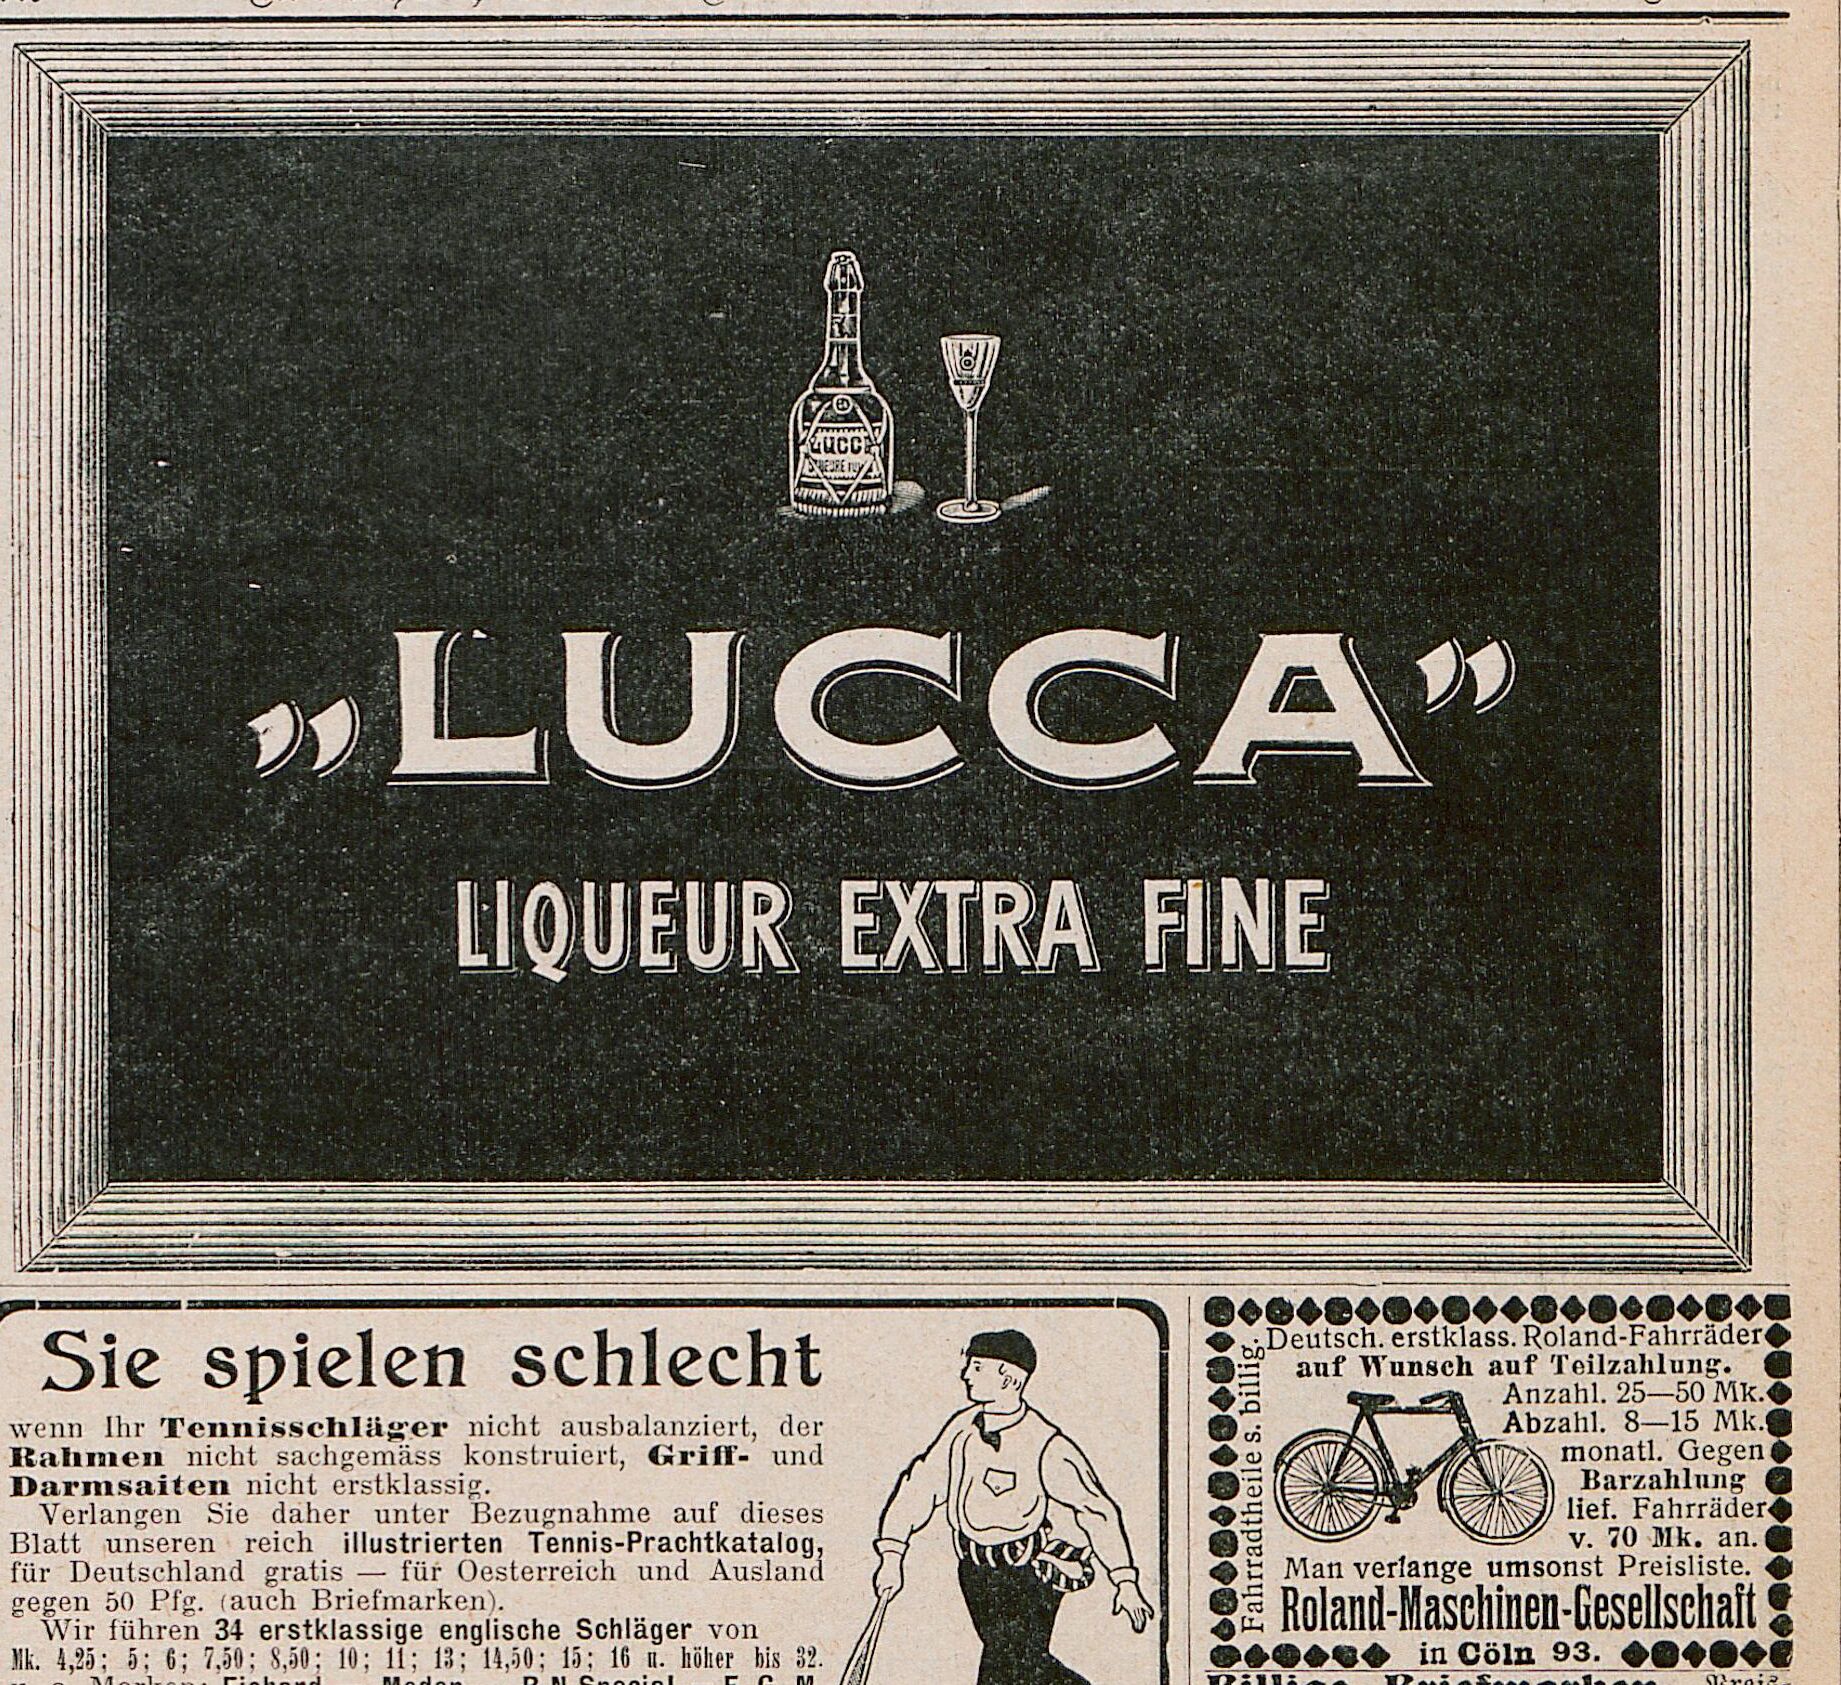 LUCCA
„LUCCA”
LIQUEUR EXTRA FINE
Sie spielen schlecht
wenn Ihr Tennisschläger nicht ausbalanziert, der
Rahmen nicht sachgemäss konstruiert, Griff- und
Darmsaiten nicht erstklassig.
Verlangen Sie daher unter Bezugnahme auf dieses
Blatt unseren reich illustrierten Tennis-Prachtkatalog,
für Deutschland gratis — für Oesterreich und Ausland
gegen 50 Pfg. (auch Briefmarken).
Wir führen 34 erstklassige englische Schläger von
Mk. 4,25; 5; 6; 7,50; 8,50; 10; 11; 13; 14,50; 15; 16 u. höher bis 32.
Fahrradtheile s. billig.
Deutsch. erstklass. Roland-Fahrräder
auf Wunsch auf Teilzahlung.
Anzahl. 25—50 Mk.
Abzahl. 8—15 Mk.
monatl. Gegen
Barzahlung
lief. Fahrräder
v. 70 Mk. an.
Man verlange umsonst Preisliste.
Roland-Maschinen-Gesellschaft
in Cöln 93.
Billige Briefmarken Preis-